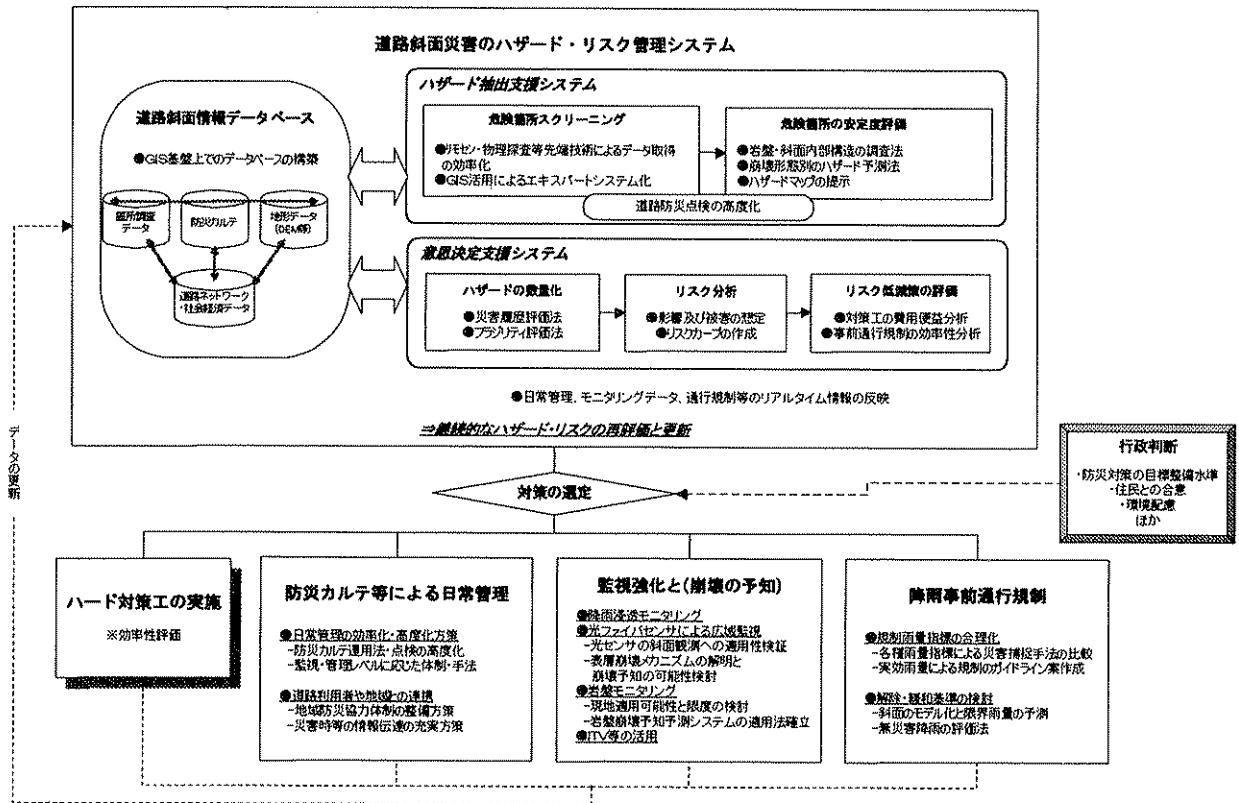 道路斜面災害のハザード・リスク管理システム
道路斜面情報データベース
●GIS基盤上でのデータベースの構築
箇所調査
データ
防災カルテ
地形データ
(DEM等)
道路ネットワーク
・社会経済データ
ハザード抽出支援システム
危険箇所スクリーニング
●リモセン・物理探査等先端技術によるデータ取得
の効率化
●GIS活用によるエキスパートシステム化
危険箇所の安定度評価
●岩盤・斜面内部構造の調査法
●崩壊形態別のハザード予測法
●ハザードマップの提示
道路防災点検の高度化
意思決定支援システム
ハザードの数量化
●災害履歴評価法
●フラジリティ評価法
リスク分析
●影響及び被害の想定
●リスクカーブの作成
リスク低減策の評価
●対策工の費用便益分析
●事前通行規制の効率性分析
●日常管理、モニタリングデータ、通行規制等のリアルタイム情報の反映
⇒継続的なハザード・リスクの再評価と更新
データの更新
対策の選定
行政判断
・防災対策の目標整備水準
・住民との合意
・環境配慮
ほか
ハード対策工の実施
※効率性評価
防災カルテ等による日常管理
●日常管理の効率化・高度化方策
－防災カルテ運用法・点検の高度化
－監視・管理レベルに応じた体制・手法
●道路利用者や地域との連携
－地域防災協力体制の整備方策
－災害時等の情報伝達の充実方策
監視強化と(崩壊の予知)
●降雨浸透モニタリング
●光ファイバセンサによる広域監視
－光センサの斜面観測への適用性検証
－表層崩壊メカニズムの解明と
崩壊予知の可能性検討
●岩盤モニタリング
－現地適用可能性と限度の検討
－岩盤崩壊予知予測システムの適用法確立
●ITV等の活用
降雨事前通行規制
●規制雨量指標の合理化
－各種雨量指標による災害捕捉手法の比較
－実効雨量による規制のガイドライン案作成
●解除・緩和基準の検討
－斜面のモデル化と限界雨量の予測
－無災害降雨の評価法